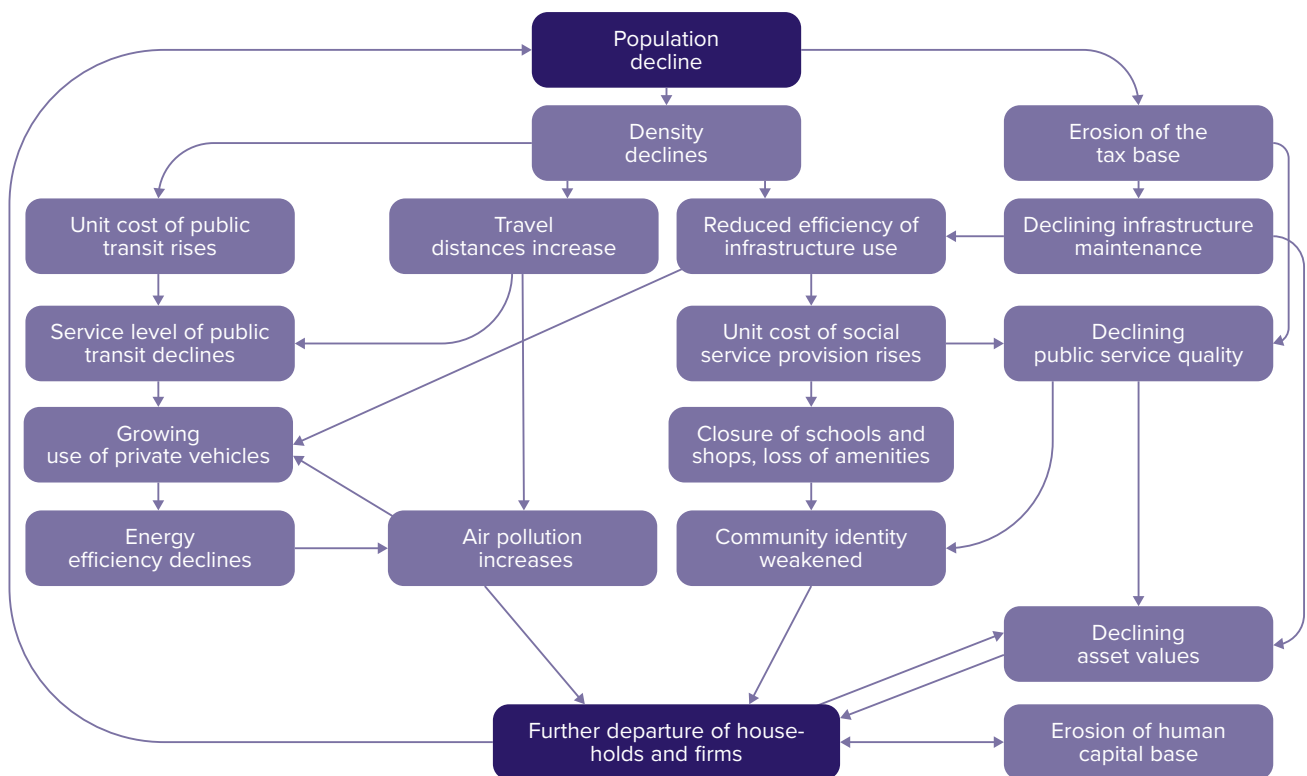 Population
decline
Density
declines
Erosion of the
tax base
Unit cost of public
transit rises
Travel
distances increase
Reduced efficiency of
infrastructure use
Declining infrastructure
maintenance
Service level of public
transit declines
Unit cost of social
service provision rises
Declining
public service quality
Growing
use of private vehicles
Closure of schools and
shops, loss of amenities
Energy
efficiency declines
Air pollution
increases
Community identity
weakened
Declining
asset values
Further departure of house-
holds and firms
Erosion of human
capital base